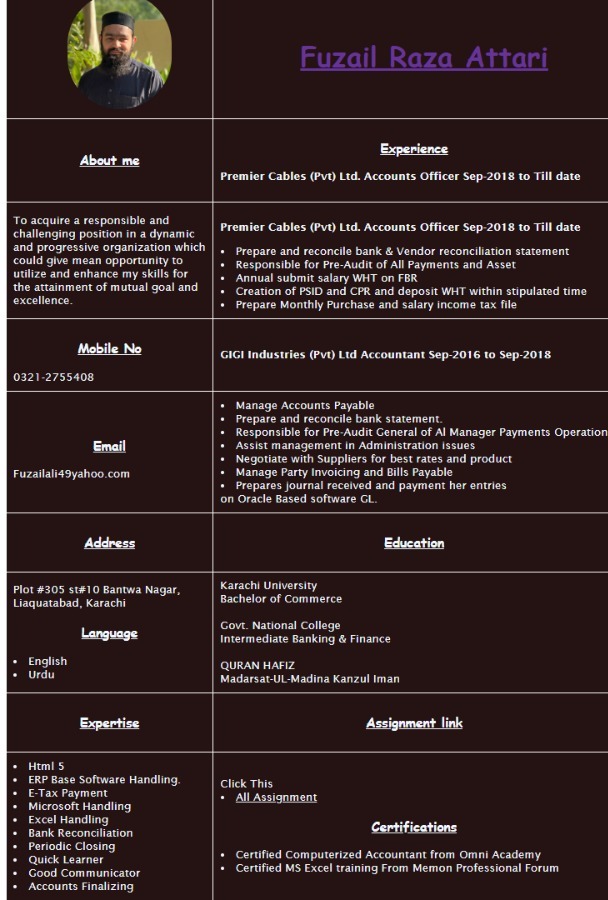 Fuzail Raza Attari
About me
Experience
Premier Cables (Pvt) Ltd. Accounts Officer Sep-2018 to Till date
To acquire a responsible and
challenging position in a dynamic
and progressive organization which
could give mean opportunity to
utilize and enhance my skills for
the attainment of mutual goal and
excellence.
Premier Cables (Pvt) Ltd. Accounts Officer Sep-2018 to Till date
• Prepare and reconcile bank & Vendor reconciliation statement
• Responsible for Pre-Audit of All Payments and Asset
• Annual submit salary WHT on FBR
• Creation of PSID and CPR and deposit WHT within stipulated time
• Prepare Monthly Purchase and salary income tax file
Mobile No
0321-2755408
GIGI Industries (Pvt) Ltd Accountant Sep-2016 to Sep-2018
Email
Fuzailali49yahoo.com
• Manage Accounts Payable
• Prepare and reconcile bank statement.
• Responsible for Pre-Audit General of Al Manager Payments Operation
• Assist management in Administration issues
• Negotiate with Suppliers for best rates and product
• Manage Party Invoicing and Bills Payable
• Prepares journal received and payment her entries
on Oracle Based software GL.
Address
Education
Plot #305 st#10 Bantwa Nagar,
Liaquatabad, Karachi
Language
• English
• Urdu
Karachi University
Bachelor of Commerce
Govt. National College
Intermediate Banking & Finance
QURAN HAFIZ
Madarsat-UL-Madina Kanzul Iman
Expertise
Assignment link
• Html 5
• ERP Base Software Handling.
• E-Tax Payment
• Microsoft Handling
• Excel Handling
• Bank Reconciliation
• Periodic Closing
• Quick Learner
• Good Communicator
• Accounts Finalizing
Click This
• All Assignment
Certifications
• Certified Computerized Accountant from Omni Academy
• Certified MS Excel training From Memon Professional Forum